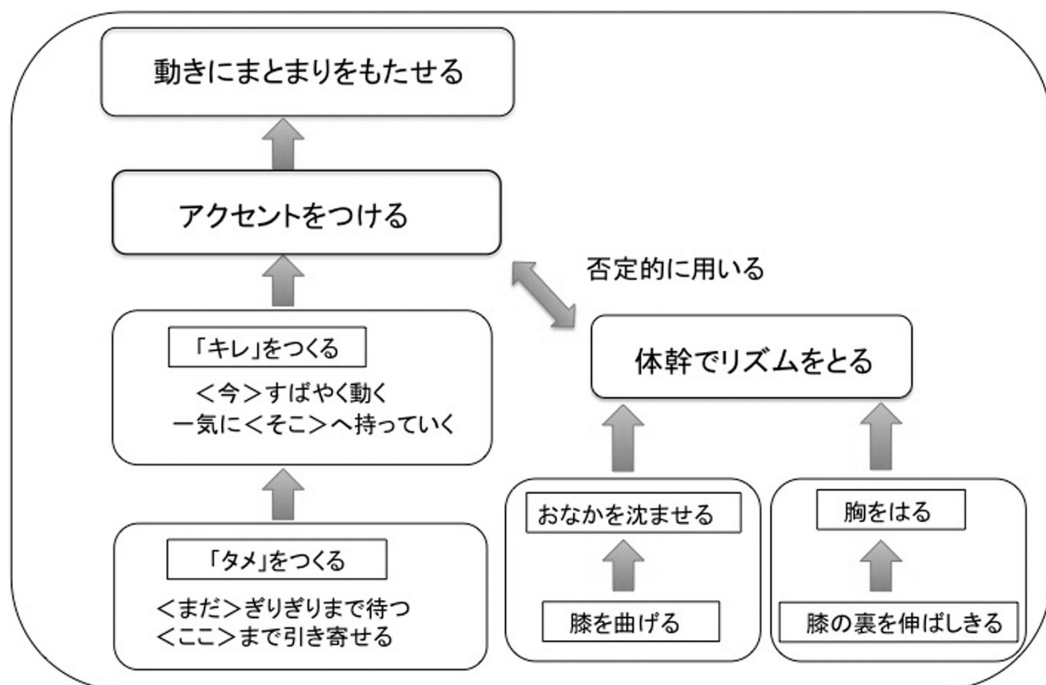 動きにまとまりをもたせる
アクセントをつける
否定的に用いる
「キレ」をつくる
＜今＞すばやく動く
一気に＜そこ＞へ持っていく
体幹でリズムをとる
「タメ」をつくる
＜まだ＞ぎりぎりまで待つ
＜ここ＞まで引き寄せる
おなかを沈ませる
膝を曲げる
胸をはる
膝の裏を伸ばしきる